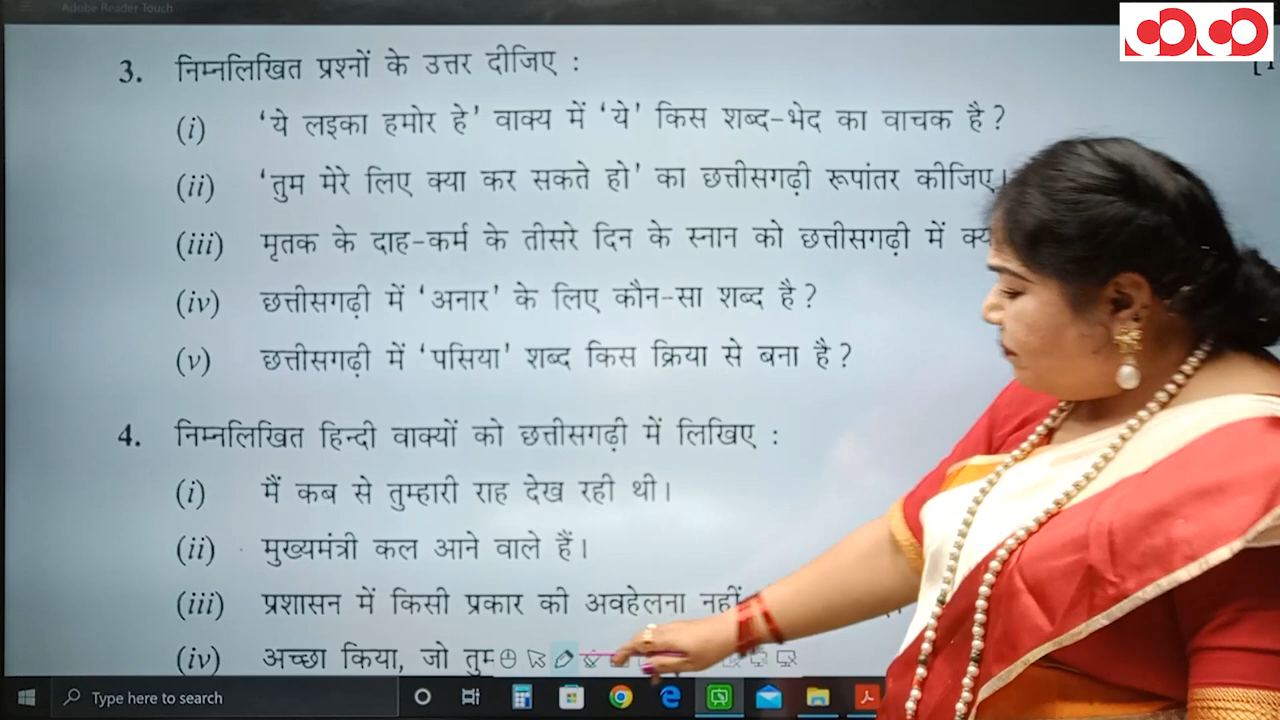 Adobe Reader Touch
3. निम्नलिखित प्रश्नों के उत्तर दीजिए :
(i) 'ये लइका हमोर हे' वाक्य में 'ये' किस शब्द-भेद का वाचक है ?
(ii) 'तुम मेरे लिए क्या कर सकते हो' का छत्तीसगढ़ी रूपांतर कीजिए।
(iii) मृतक के दाह-कर्म के तीसरे दिन के स्नान को छत्तीसगढ़ी में
(iv) छत्तीसगढ़ी में 'अनार' के लिए कौन-सा शब्द है ?
(v) छत्तीसगढ़ी में 'पसिया' शब्द किस क्रिया से बना है ?
4. निम्नलिखित हिन्दी वाक्यों को छत्तीसगढ़ी में लिखिए :
(i) मैं कब से तुम्हारी राह देख रही थी।
(ii) मुख्यमंत्री कल आने वाले हैं।
(iii) प्रशासन में किसी प्रकार की अवहेलना नहीं
(iv) अच्छा किया, जो
Type here to search